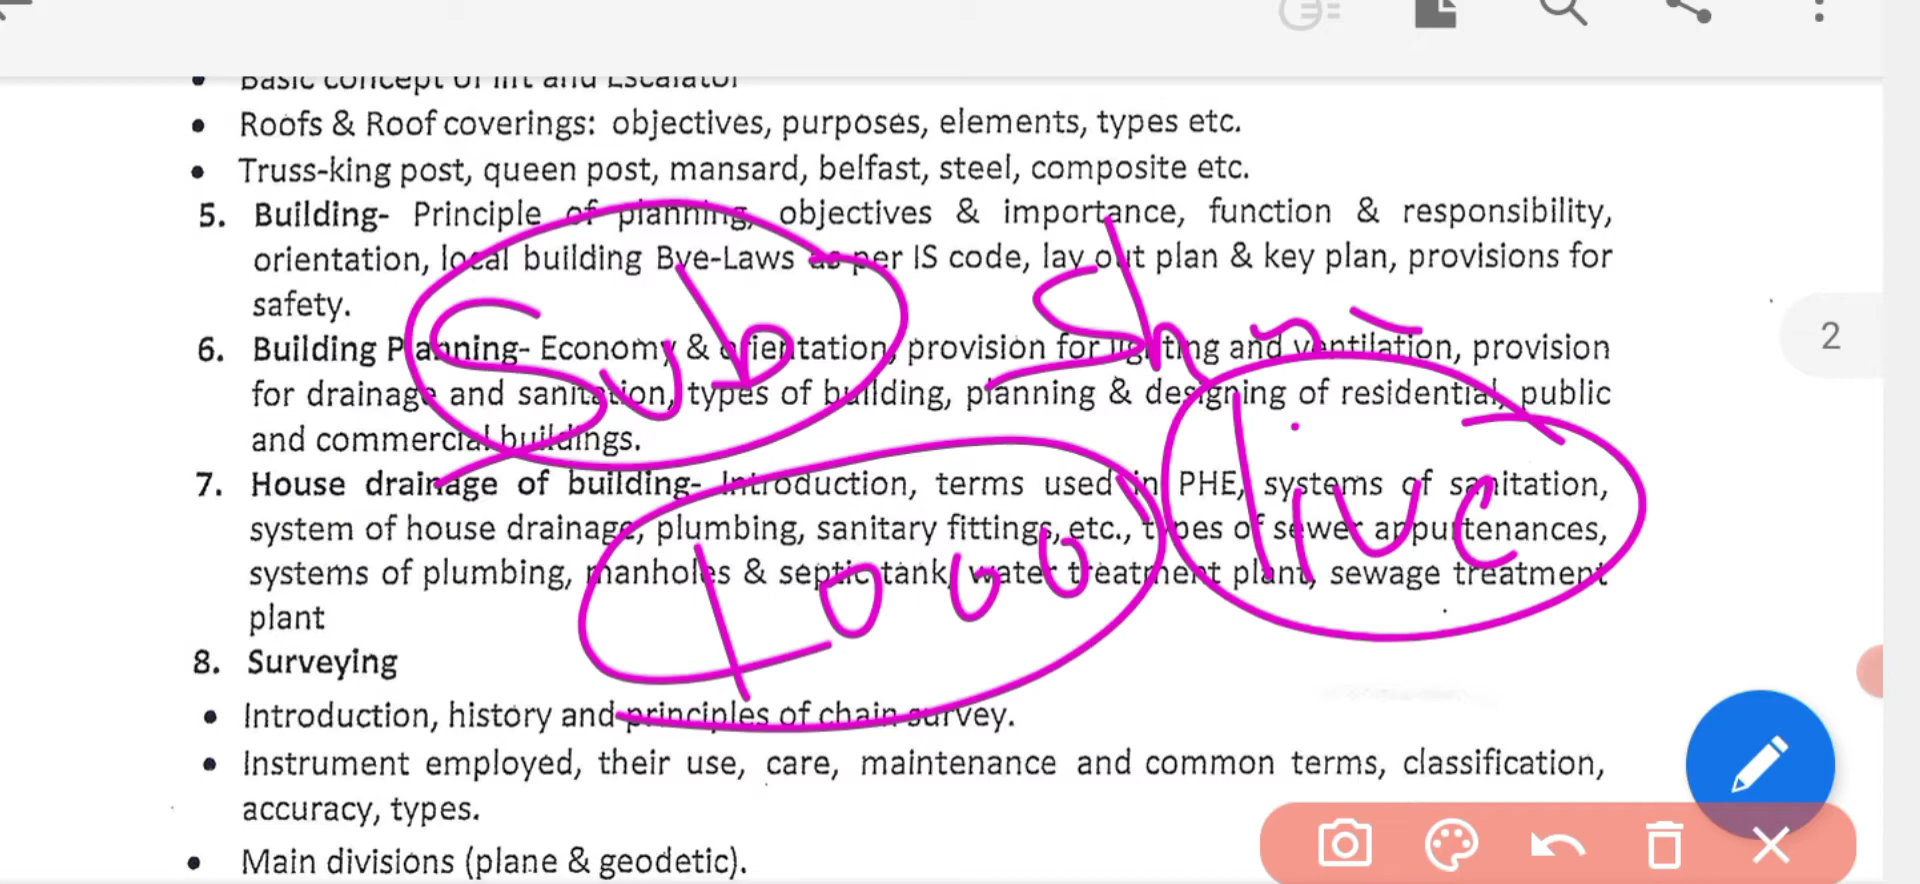 Basic concept of lift and Escalator
• Roofs & Roof coverings: objectives, purposes, elements, types etc.
• Truss-king post, queen post, mansard, belfast, steel, composite etc.
5. Building- Principle of planning, objectives & importance, function & responsibility,
orientation, local building Bye-Laws as per IS code, lay out plan & key plan, provisions for
safety.
6. Building Planning- Economy & orientation, provision for lighting and ventilation, provision
for drainage and sanitation, types of building, planning & designing of residential, public
and commercial buildings.
7. House drainage of building- Introduction, terms used in PHE, systems of sanitation,
system of house drainage, plumbing, sanitary fittings, etc., types of sewer appurtenances,
systems of plumbing, manholes & septic tank, water treatment plant, sewage treatment
plant
8. Surveying
• Introduction, history and principles of chain survey.
• Instrument employed, their use, care, maintenance and common terms, classification,
accuracy, types.
• Main divisions (plane & geodetic).
2
Sub
live
1000